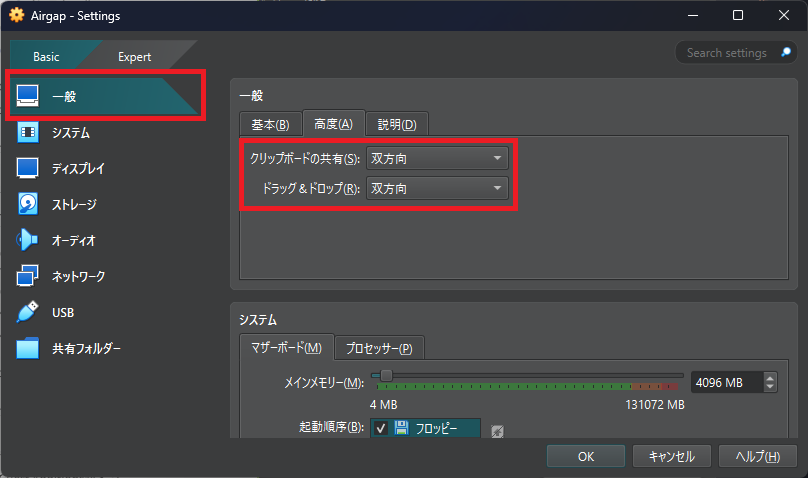 Airgap - Settings
Basic
Expert
Search settings
一般
システム
ディスプレイ
ストレージ
オーディオ
ネットワーク
USB
共有フォルダー
一般
基本(B)
高度(A)
説明(D)
クリップボードの共有(S): 双方向
ドラッグ＆ドロップ(R): 双方向
システム
マザーボード(M)
プロセッサー(P)
メインメモリー(M):
4096 MB
4 MB
131072 MB
起動順序(B):
フロッピー
OK
キャンセル
ヘルプ(H)